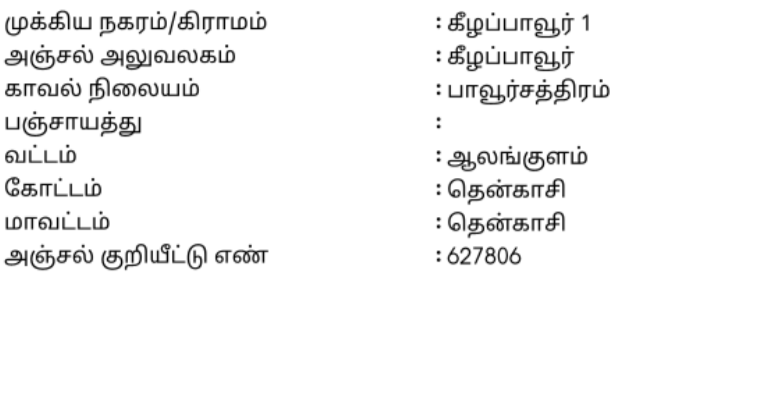 முக்கிய நகரம்/கிராமம் : கீழப்பாவூர் 1
அஞ்சல் அலுவலகம் : கீழப்பாவூர்
காவல் நிலையம் : பாவூர்சத்திரம்
பஞ்சாயத்து :
வட்டம் : ஆலங்குளம்
கோட்டம் : தென்காசி
மாவட்டம் : தென்காசி
அஞ்சல் குறியீட்டு எண் : 627806